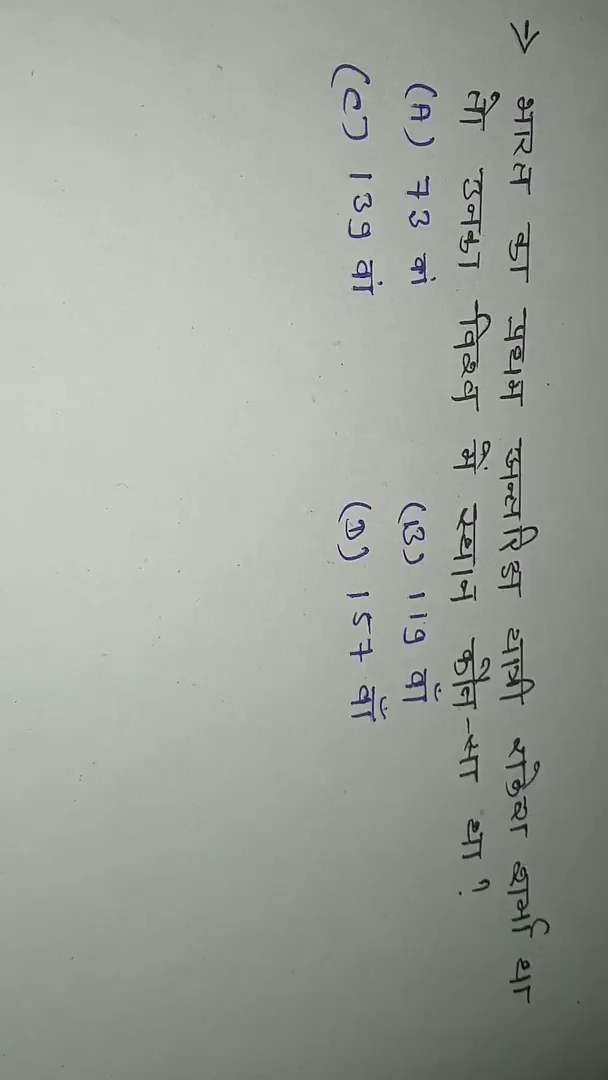 → भारत का प्रथम अन्तरिक्ष यात्री राकेश शर्मा था
तो उनका विश्व में स्थान कौन-सा था ?
(A) 73 वां (B) 119 वाँ
(C) 139 वां (D) 157 वाँ